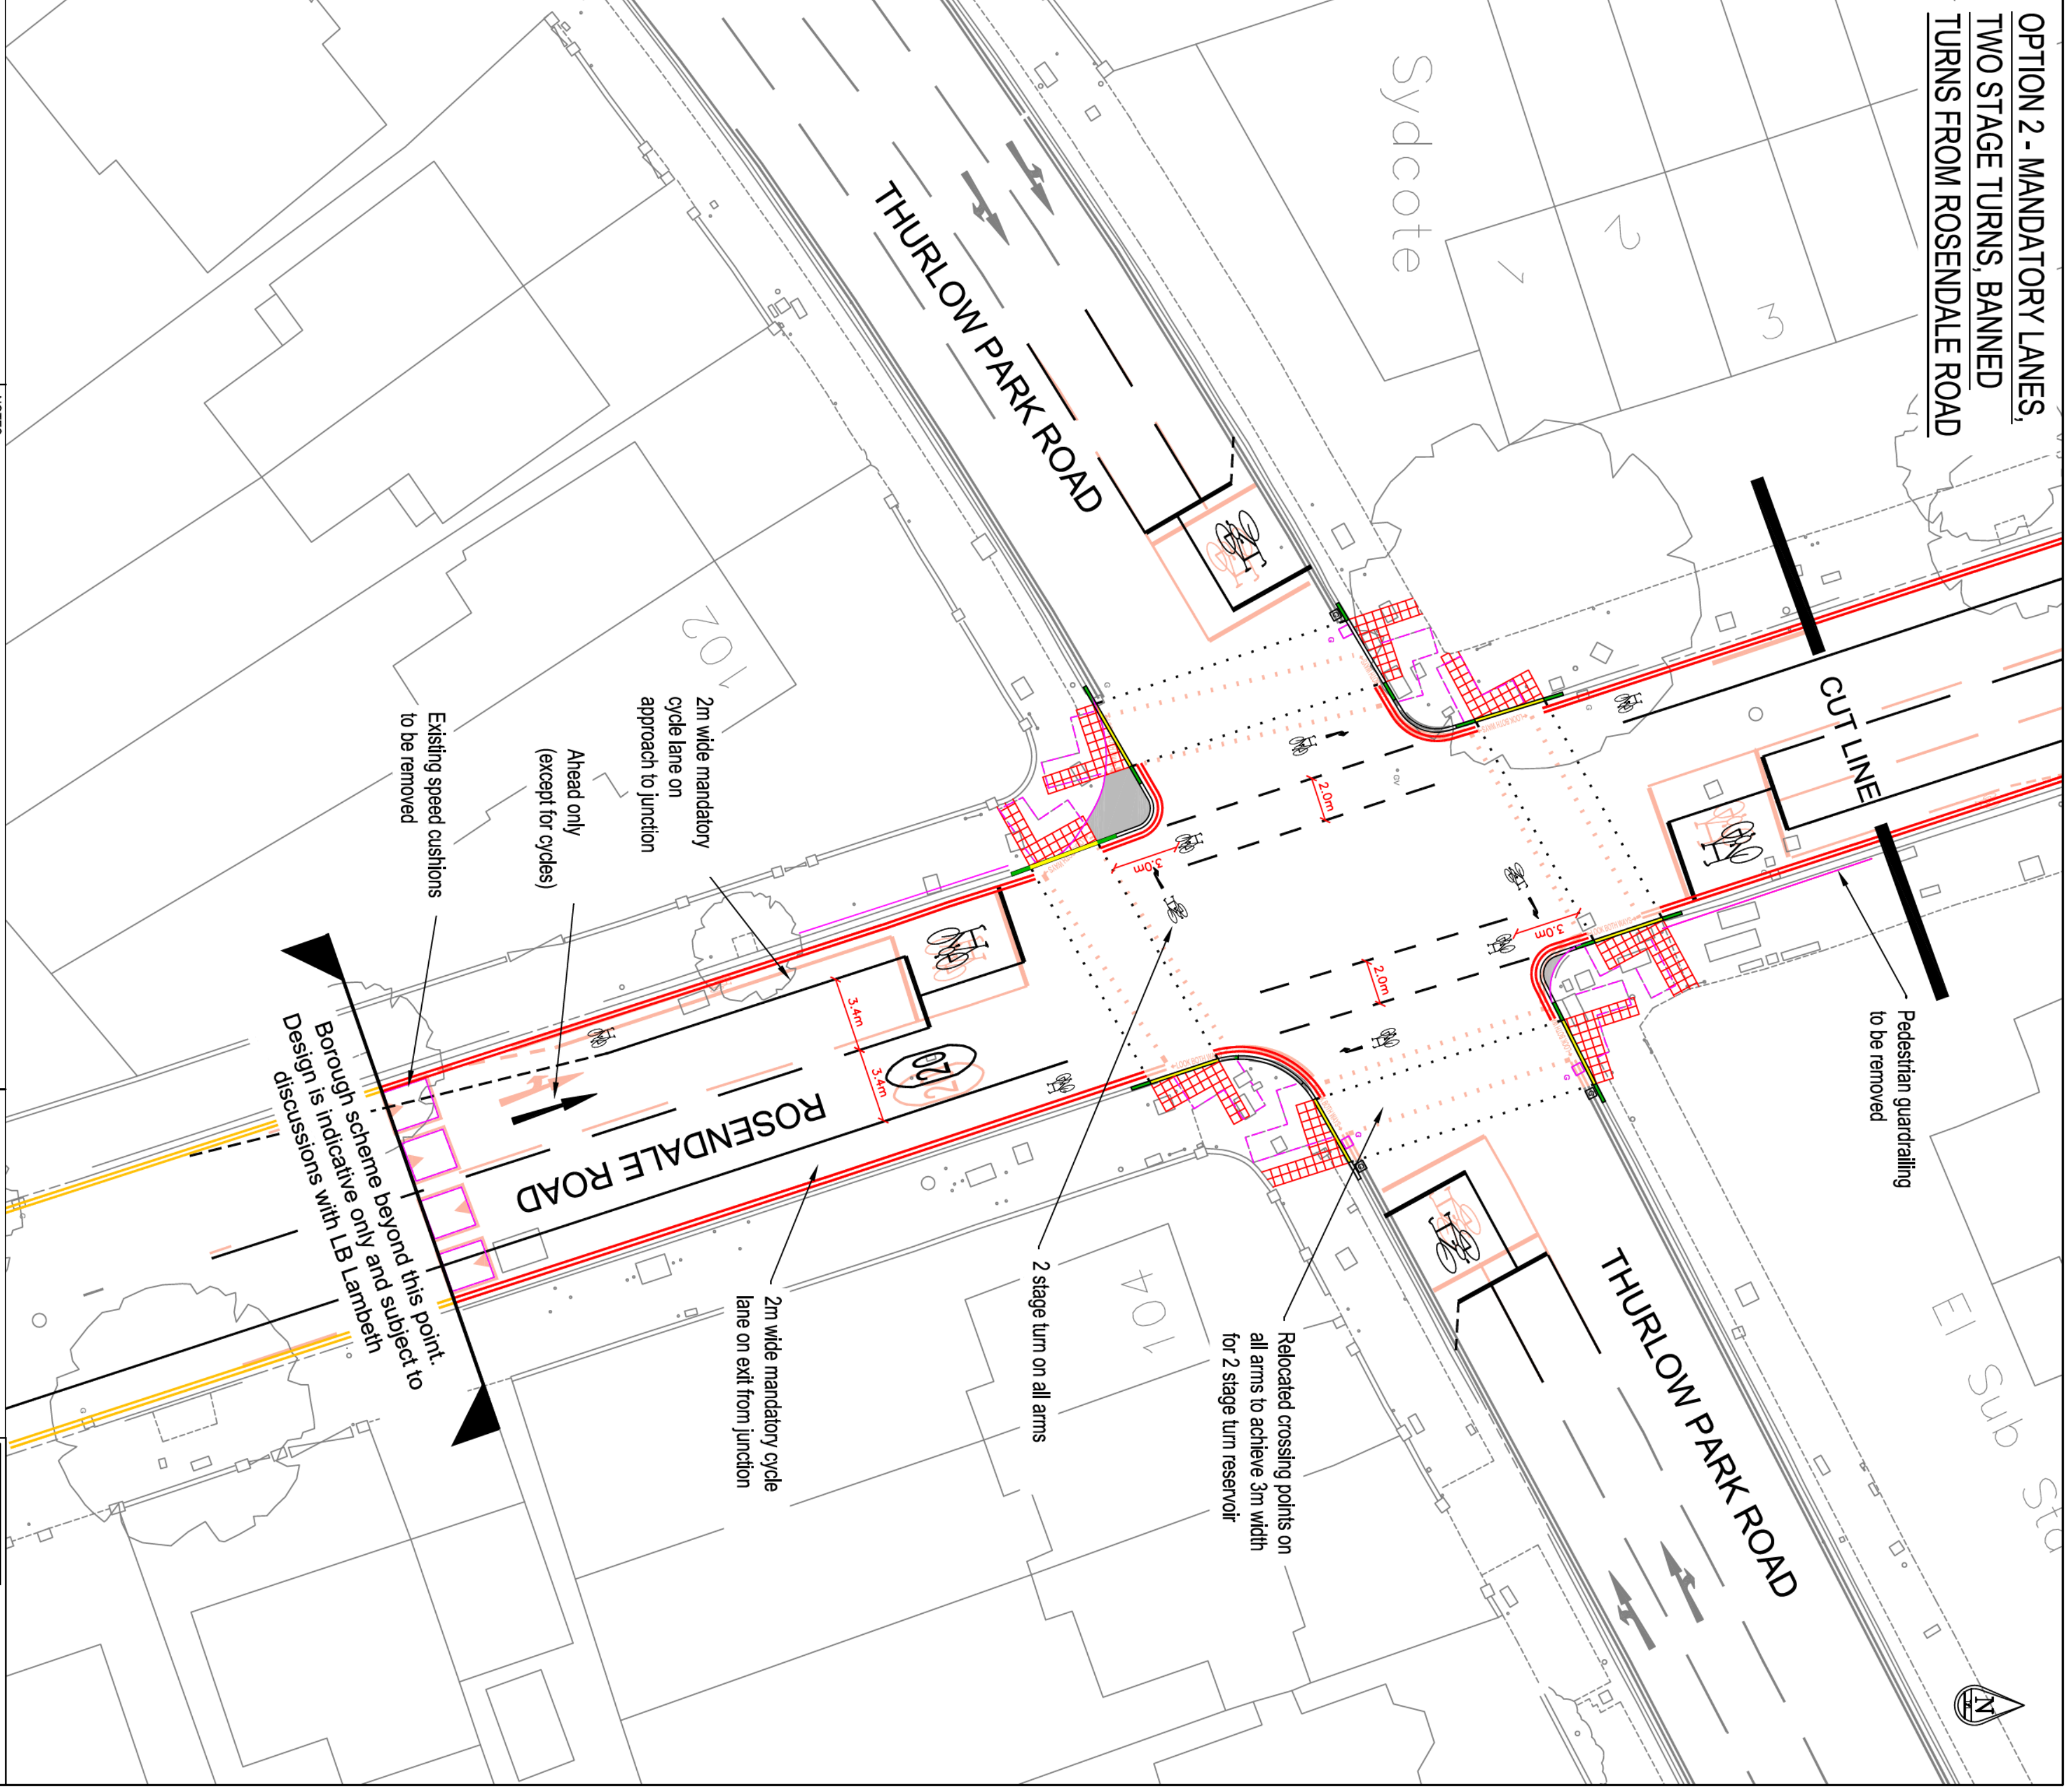 OPTION 2 - MANDATORY LANES,
TWO STAGE TURNS, BANNED
TURNS FROM ROSENDALE ROAD
Sydcote
1
2
3
THURLOW PARK ROAD
CUT LINE
Pedestrian guardrailing
to be removed
2.0m
3.0m
3.0m
2.0m
GV
102
2m wide mandatory
cycle lane on
approach to junction
Ahead only
(except for cycles)
Existing speed cushions
to be removed
3.4m
3.4m
20
ROSENDALE ROAD
Borough scheme beyond this point.
Design is indicative only and subject to
discussions with LB Lambeth
2m wide mandatory cycle
lane on exit from junction
2 stage turn on all arms
Relocated crossing points on
all arms to achieve 3m width
for 2 stage turn reservoir
104
THURLOW PARK ROAD
El Sub Sta
N